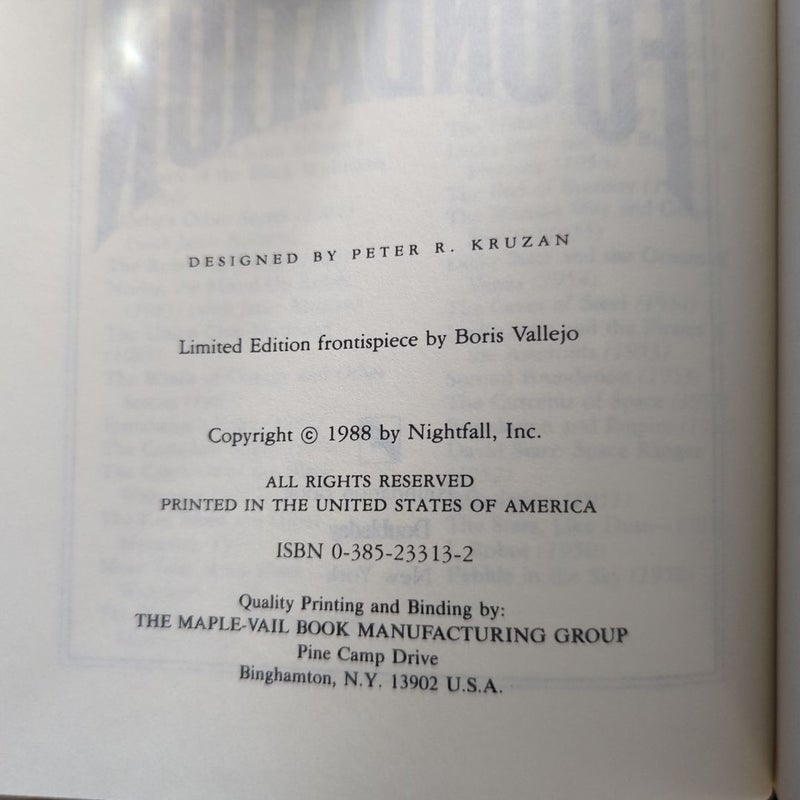 DESIGNED BY PETER R. KRUZAN
Limited Edition frontispiece by Boris Vallejo
Copyright © 1988 by Nightfall, Inc.
ALL RIGHTS RESERVED
PRINTED IN THE UNITED STATES OF AMERICA
ISBN 0-385-23313-2
Quality Printing and Binding by:
THE MAPLE-VAIL BOOK MANUFACTURING GROUP
Pine Camp Drive
Binghamton, N.Y. 13902 U.S.A.